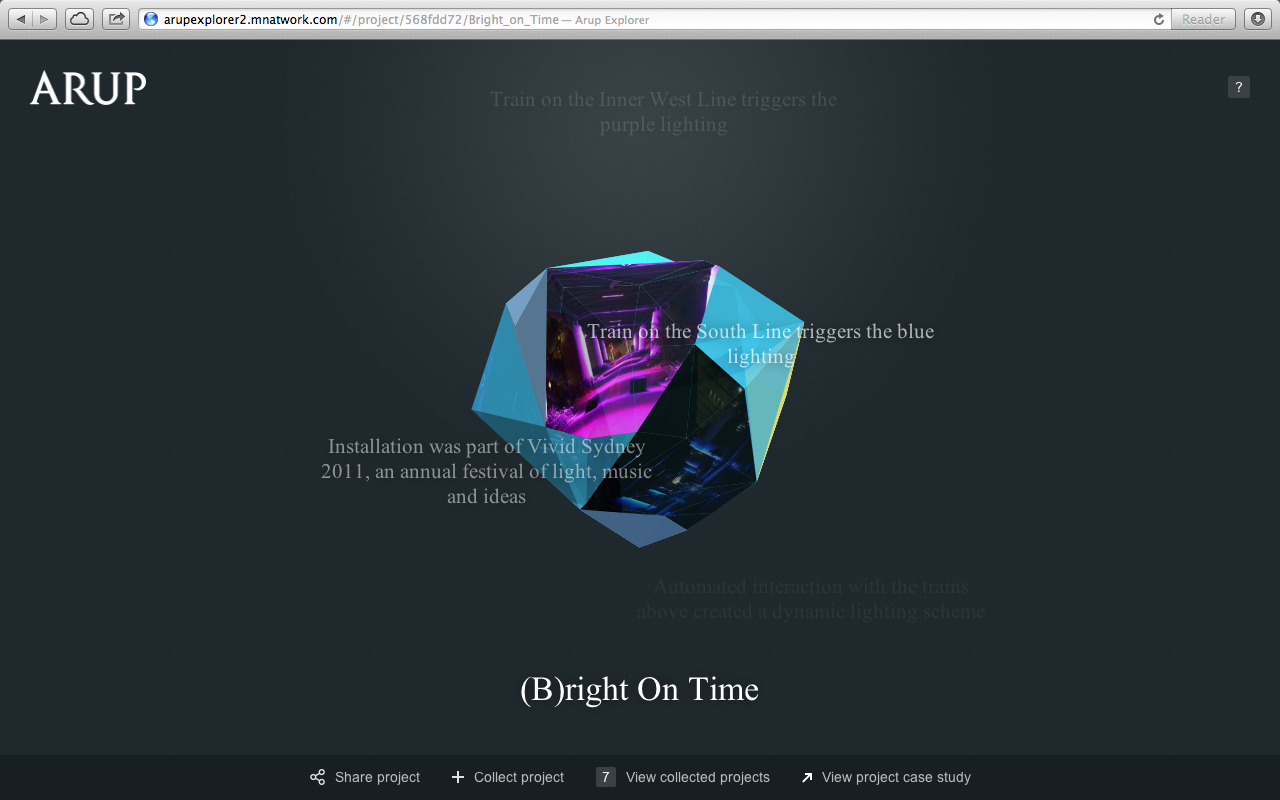 arupexplorer2.mnatwork.com/#/project/568fdd72/Bright_on_Time — Arup Explorer
Reader
ARUP
?
Train on the Inner West Line triggers the
purple lighting
Train on the South Line triggers the blue
lighting
Installation was part of Vivid Sydney
2011, an annual festival of light, music
and ideas
Automated interaction with the trains
above created a dynamic lighting scheme
(B)right On Time
Share project
Collect project
7 View collected projects
View project case study